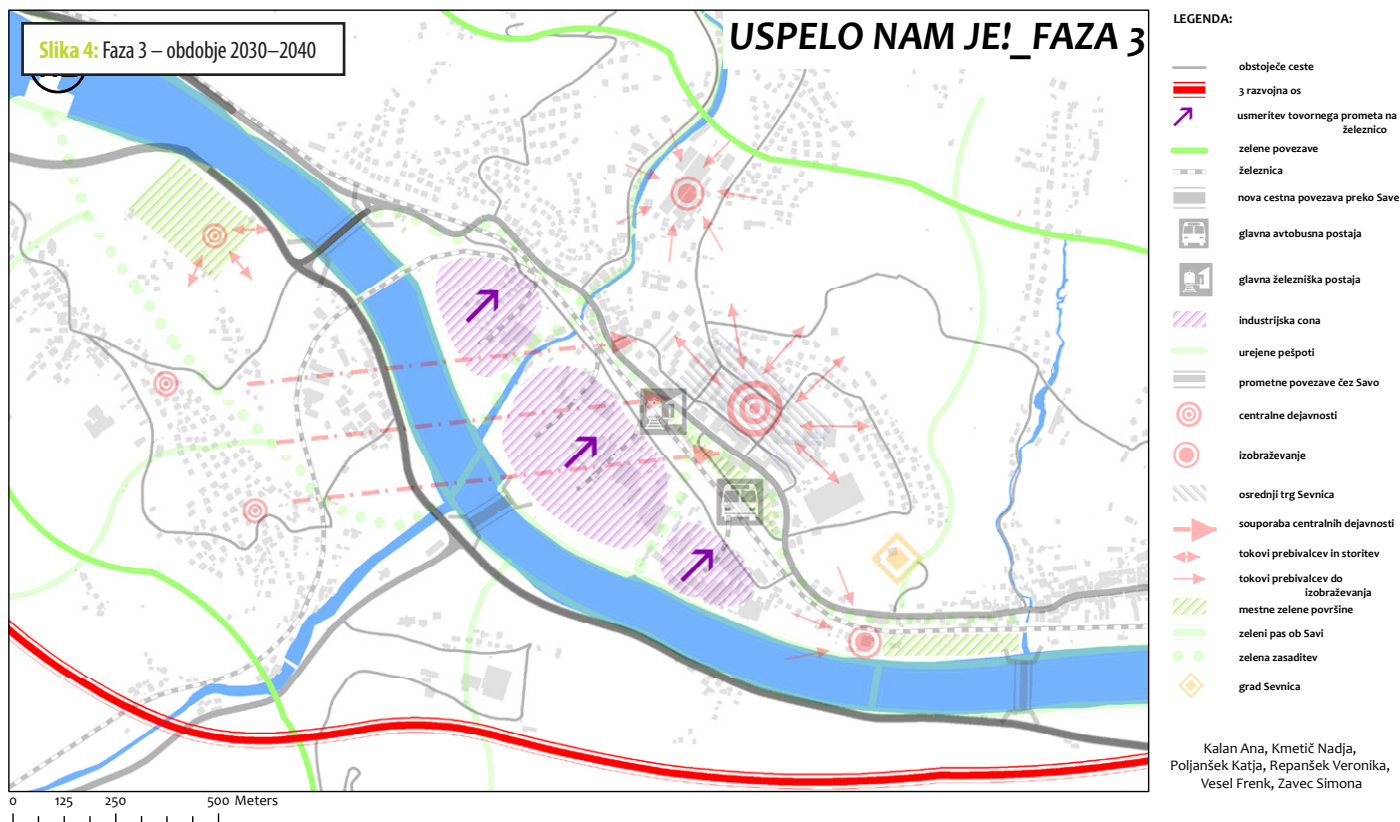 Slika 4: Faza 3 – obdobje 2030–2040
USPELO NAM JE!_FAZA 3
LEGENDA:
obstoječe ceste
3 razvojna os
usmeritev tovornega prometa na
železnico
zelene povezave
železnica
nova cestna povezava preko Save
glavna avtobusna postaja
glavna železniška postaja
industrijska cona
urejene pešpoti
prometne povezave čez Savo
centralne dejavnosti
izobraževanje
osrednji trg Sevnica
souporaba centralnih dejavnosti
tokovi prebivalcev in storitev
tokovi prebivalcev do
izobraževanja
mestne zelene površine
zeleni pas ob Savi
zelena zasaditev
grad Sevnica
Kalan Ana, Kmetič Nadja,
Poljanšek Katja, Repanšek Veronika,
Vesel Frenk, Zavec Simona
0 125 250 500 Meters